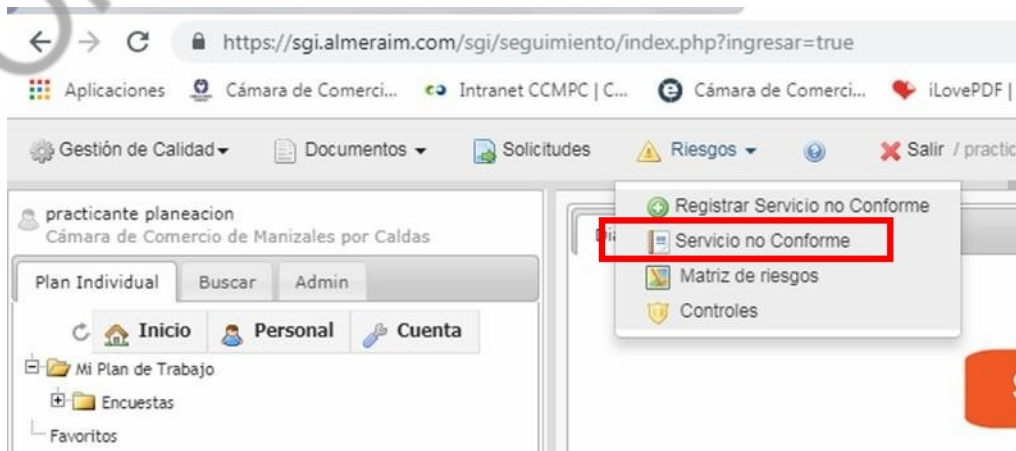 https://sgi.almeraim.com/sgi/seguimiento/index.php?ingresar=true
Aplicaciones Cámara de Comerci... Intranet CCMPC | C... Cámara de Comerci... iLovePDF |
Gestión de Calidad Documentos Solicitudes Riesgos Salir / practic
practicante planeacion
Cámara de Comercio de Manizales por Caldas
Plan Individual Buscar Admin
Inicio Personal Cuenta
Mi Plan de Trabajo
Encuestas
Favoritos
Registrar Servicio no Conforme
Servicio no Conforme
Matriz de riesgos
Controles